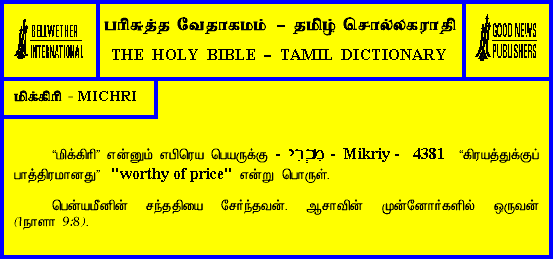 BELLWETHER
INTERNATIONAL
பரிசுத்த வேதாகமம் – தமிழ் சொல்லகராதி
THE HOLY BIBLE – TAMIL DICTIONARY
GOOD NEWS
PUBLISHERS
மிக்கிரி - MICHRI
“மிக்கிரி” என்னும் எபிரெய பெயருக்கு - מִכְרִי - Mikriy - 4381 “கிரயத்துக்குப்
பாத்திரமானது” "worthy of price" என்று பொருள்.
பென்யமீனின் சந்ததியை சேர்ந்தவன். ஆசாவின் முன்னோர்களில் ஒருவன்
(1நாளா 9:8).